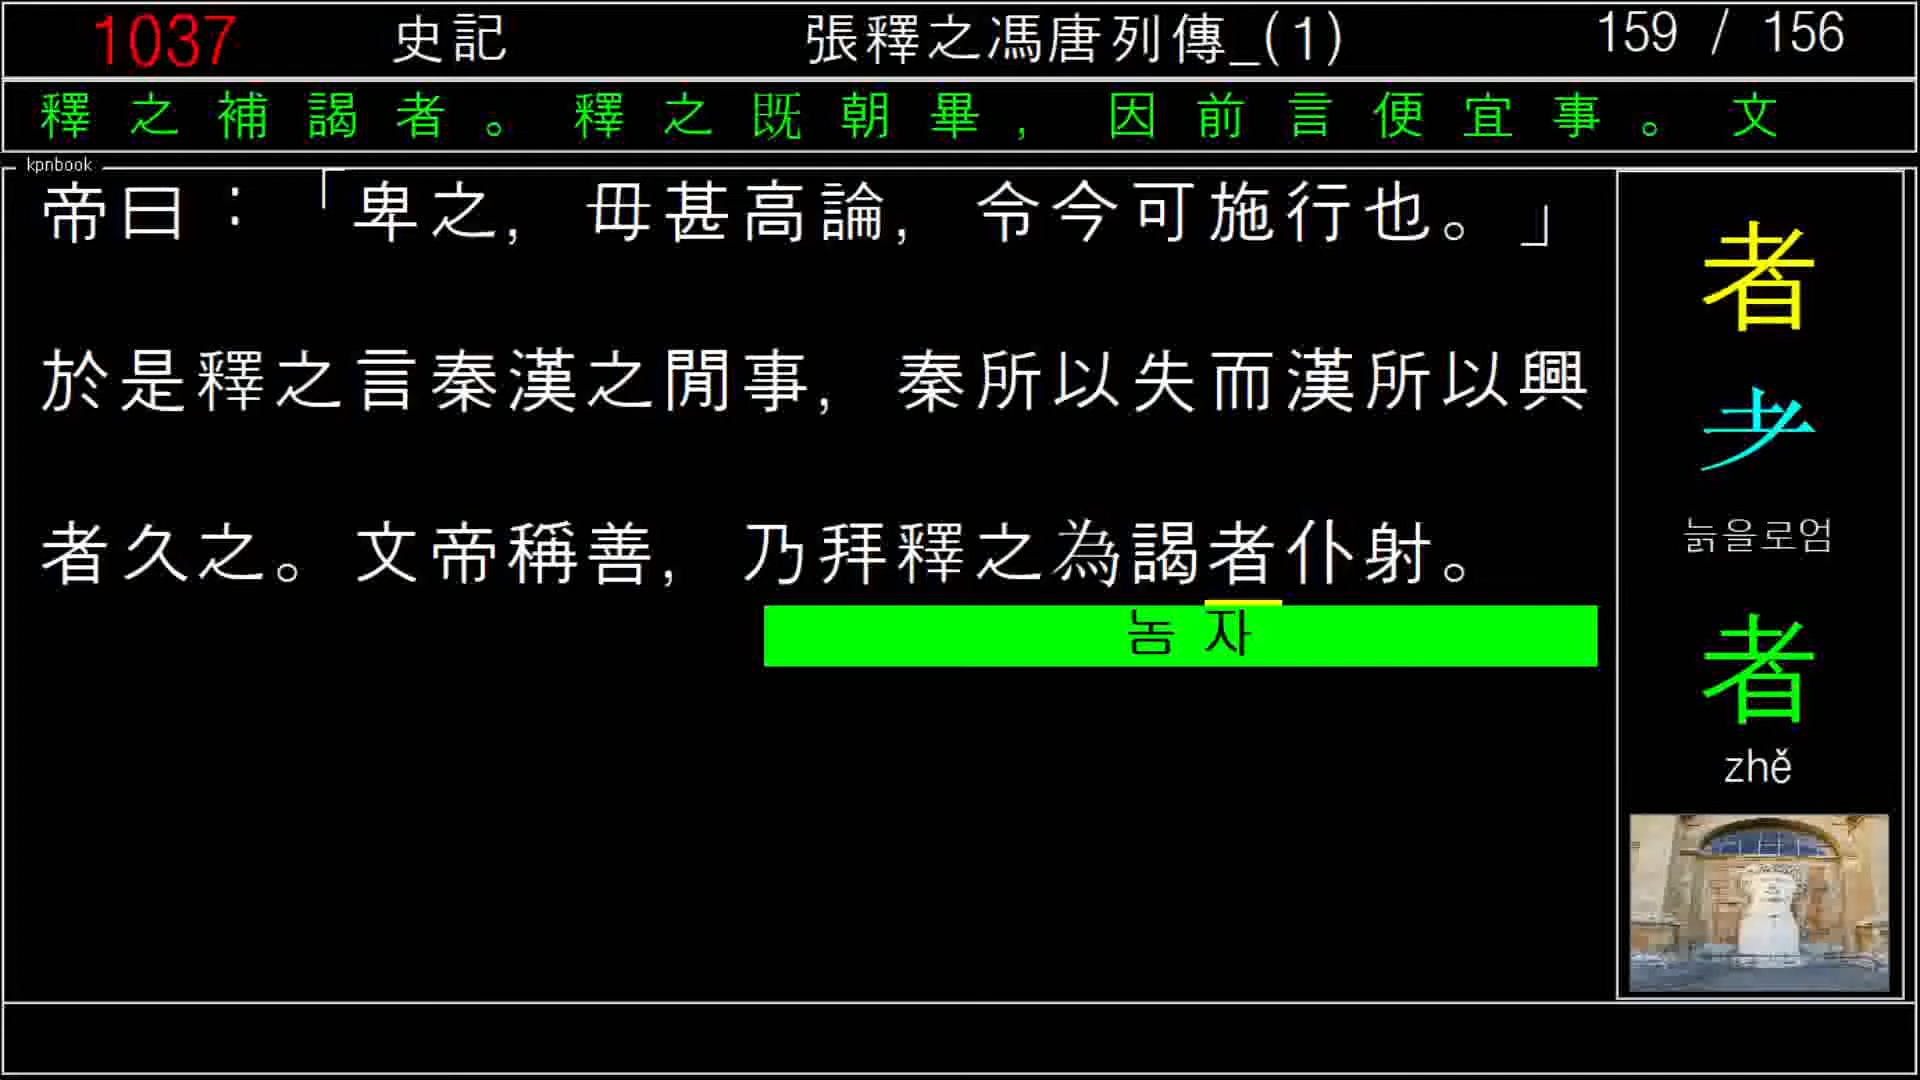 1037 史記 張釋之馮唐列傳_(1) 159 / 156
釋之補謁者。釋之既朝畢,因前言便宜事。文
kpnbook
帝曰：「卑之,毋甚高論,令今可施行也。」
於是釋之言秦漢之閒事,秦所以失而漢所以興
者久之。文帝稱善,乃拜釋之為謁者仆射。
놈 자
者
耂
늙을로엄
者
zhě